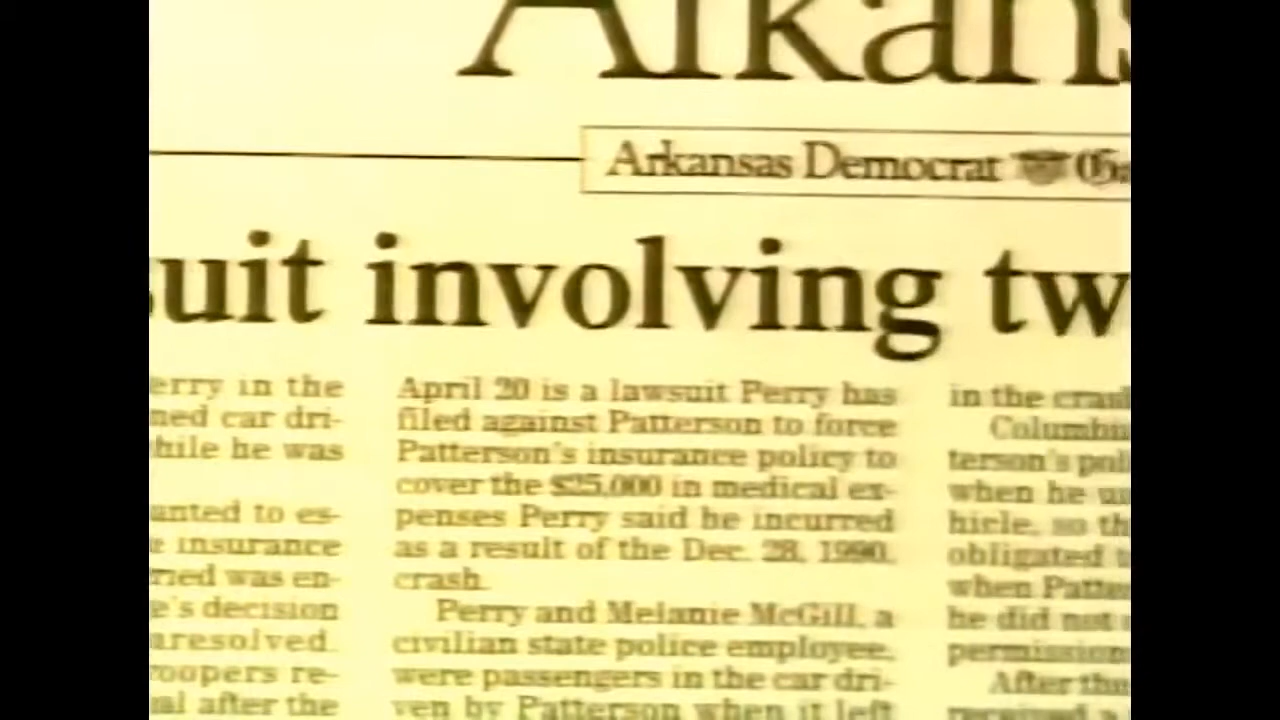 Arkans
Arkansas Democrat
suit involving tw
erry in the
ned car dri-
hile he was
anted to es-
e insurance
ried was en-
e's decision
aresolved.
roopers re-
al after the
April 20 is a lawsuit Perry has
filed against Patterson to force
Patterson's insurance policy to
cover the $25,000 in medical ex-
penses Perry said he incurred
as a result of the Dec. 28, 1990,
crash.
Perry and Melanie McGill, a
civilian state police employee,
were passengers in the car dri-
ven by Patterson when it left
in the cras
Columbi
terson's pol
when he u
hicle, so th
obligated t
when Patte
he did not
permission
After th
received a